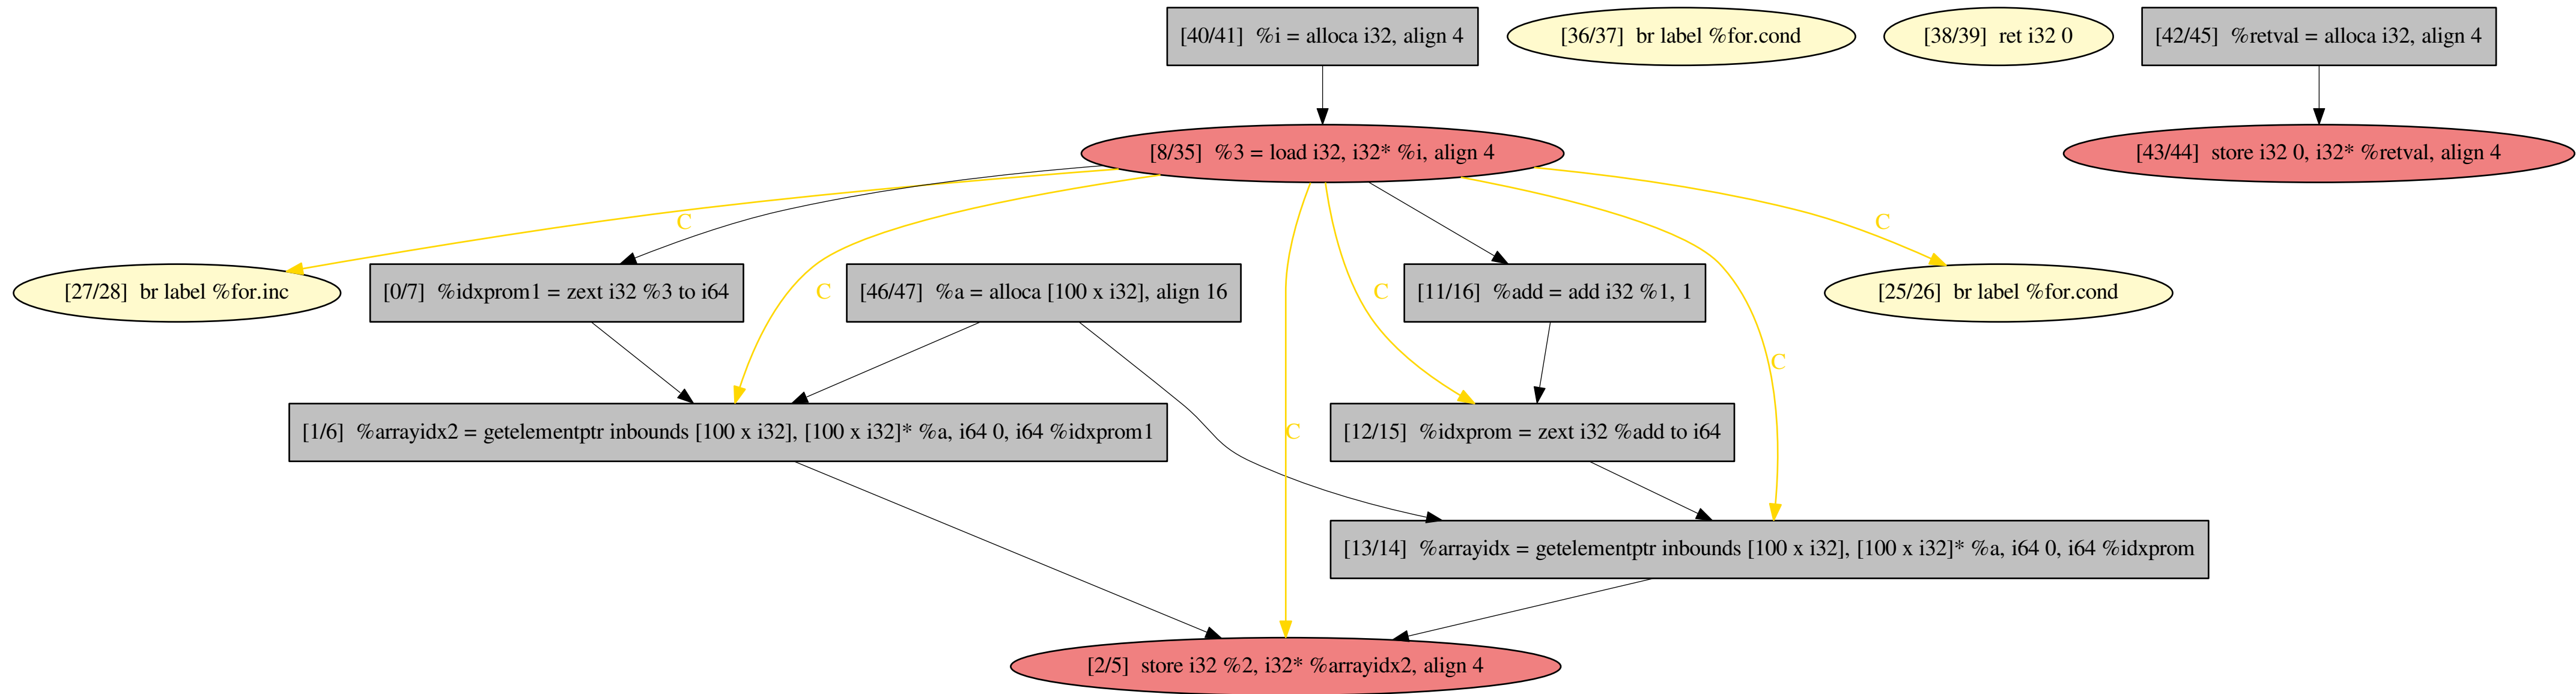 [40/41] %i = alloca i32, align 4
[36/37] br label %for.cond
[38/39] ret i32 0
[42/45] %retval = alloca i32, align 4
[8/35] %3 = load i32, i32* %i, align 4
[43/44] store i32 0, i32* %retval, align 4
C
C
[27/28] br label %for.inc
[0/7] %idxprom1 = zext i32 %3 to i64
C
[46/47] %a = alloca [100 x i32], align 16
C
[11/16] %add = add i32 %1, 1
[25/26] br label %for.cond
C
[1/6] %arrayidx2 = getelementptr inbounds [100 x i32], [100 x i32]* %a, i64 0, i64 %idxprom1
C
[12/15] %idxprom = zext i32 %add to i64
[13/14] %arrayidx = getelementptr inbounds [100 x i32], [100 x i32]* %a, i64 0, i64 %idxprom
[2/5] store i32 %2, i32* %arrayidx2, align 4